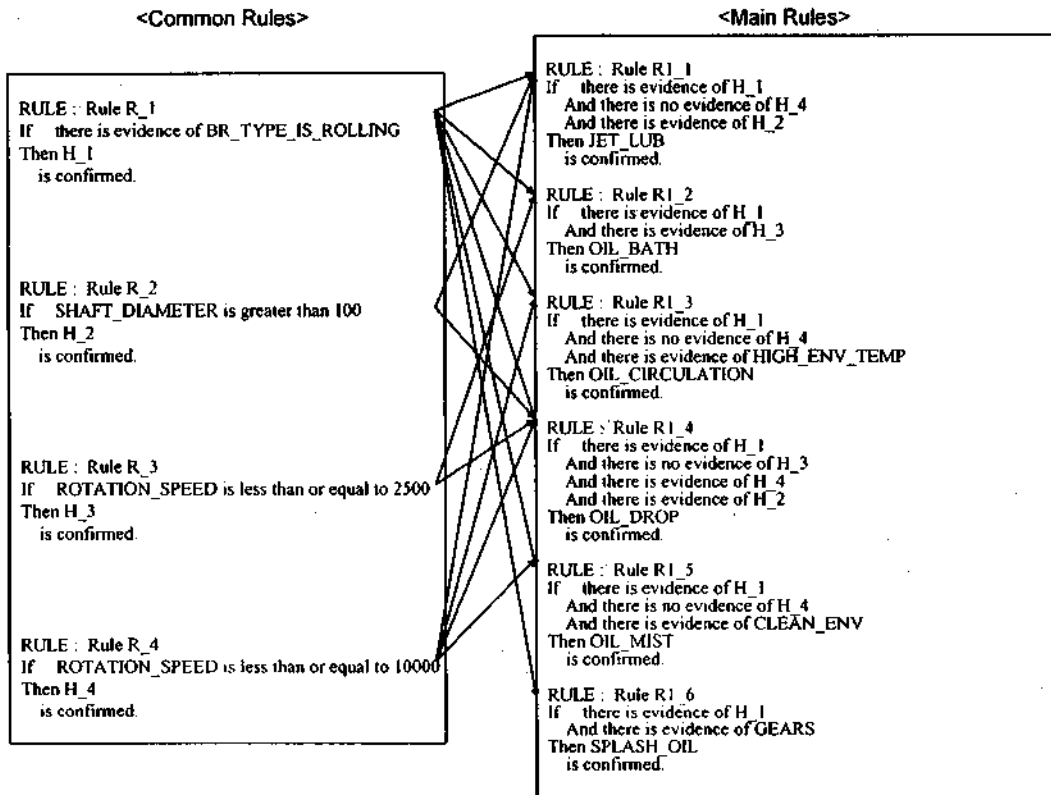 <Common Rules>
RULE : Rule R_1
If there is evidence of BR_TYPE_IS_ROLLING
Then H_1
is confirmed.
RULE : Rule R_2
If SHAFT_DIAMETER is greater than 100
Then H_2
is confirmed.
RULE : Rule R_3
If ROTATION_SPEED is less than or equal to 2500
Then H_3
is confirmed.
RULE : Rule R_4
If ROTATION_SPEED is less than or equal to 10000
Then H_4
is confirmed.
<Main Rules>
RULE : Rule R1_1
If there is evidence of H_1
And there is no evidence of H_4
And there is evidence of H_2
Then JET_LUB
is confirmed.
RULE : Rule R1_2
If there is evidence of H_1
And there is evidence of H_3
Then OIL_BATH
is confirmed.
RULE : Rule R1_3
If there is evidence of H_1
And there is no evidence of H_4
And there is evidence of HIGH_ENV_TEMP
Then OIL_CIRCULATION
is confirmed.
RULE : Rule R1_4
If there is evidence of H_1
And there is no evidence of H_3
And there is evidence of H_4
And there is evidence of H_2
Then OIL_DROP
is confirmed.
RULE : Rule R1_5
If there is evidence of H_1
And there is no evidence of H_4
And there is evidence of CLEAN_ENV
Then OIL_MIST
is confirmed.
RULE : Rule R1_6
If there is evidence of H_1
And there is evidence of GEARS
Then SPLASH_OIL
is confirmed.